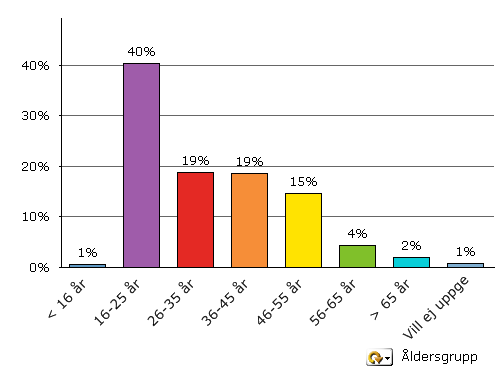 40%
30%
20%
10%
0%
1%
40%
19%
19%
15%
4%
2%
1%
< 16 år
16-25 år
26-35 år
36-45 år
46-55 år
56-65 år
> 65 år
Vill ej uppge
Åldersgrupp